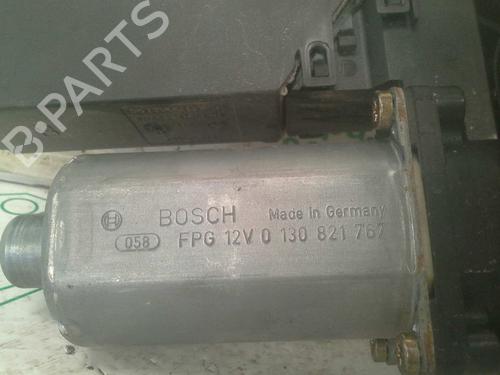 B-PARTS
BOSCH Made in Germany
058 FPG 12V 0 130 821 767